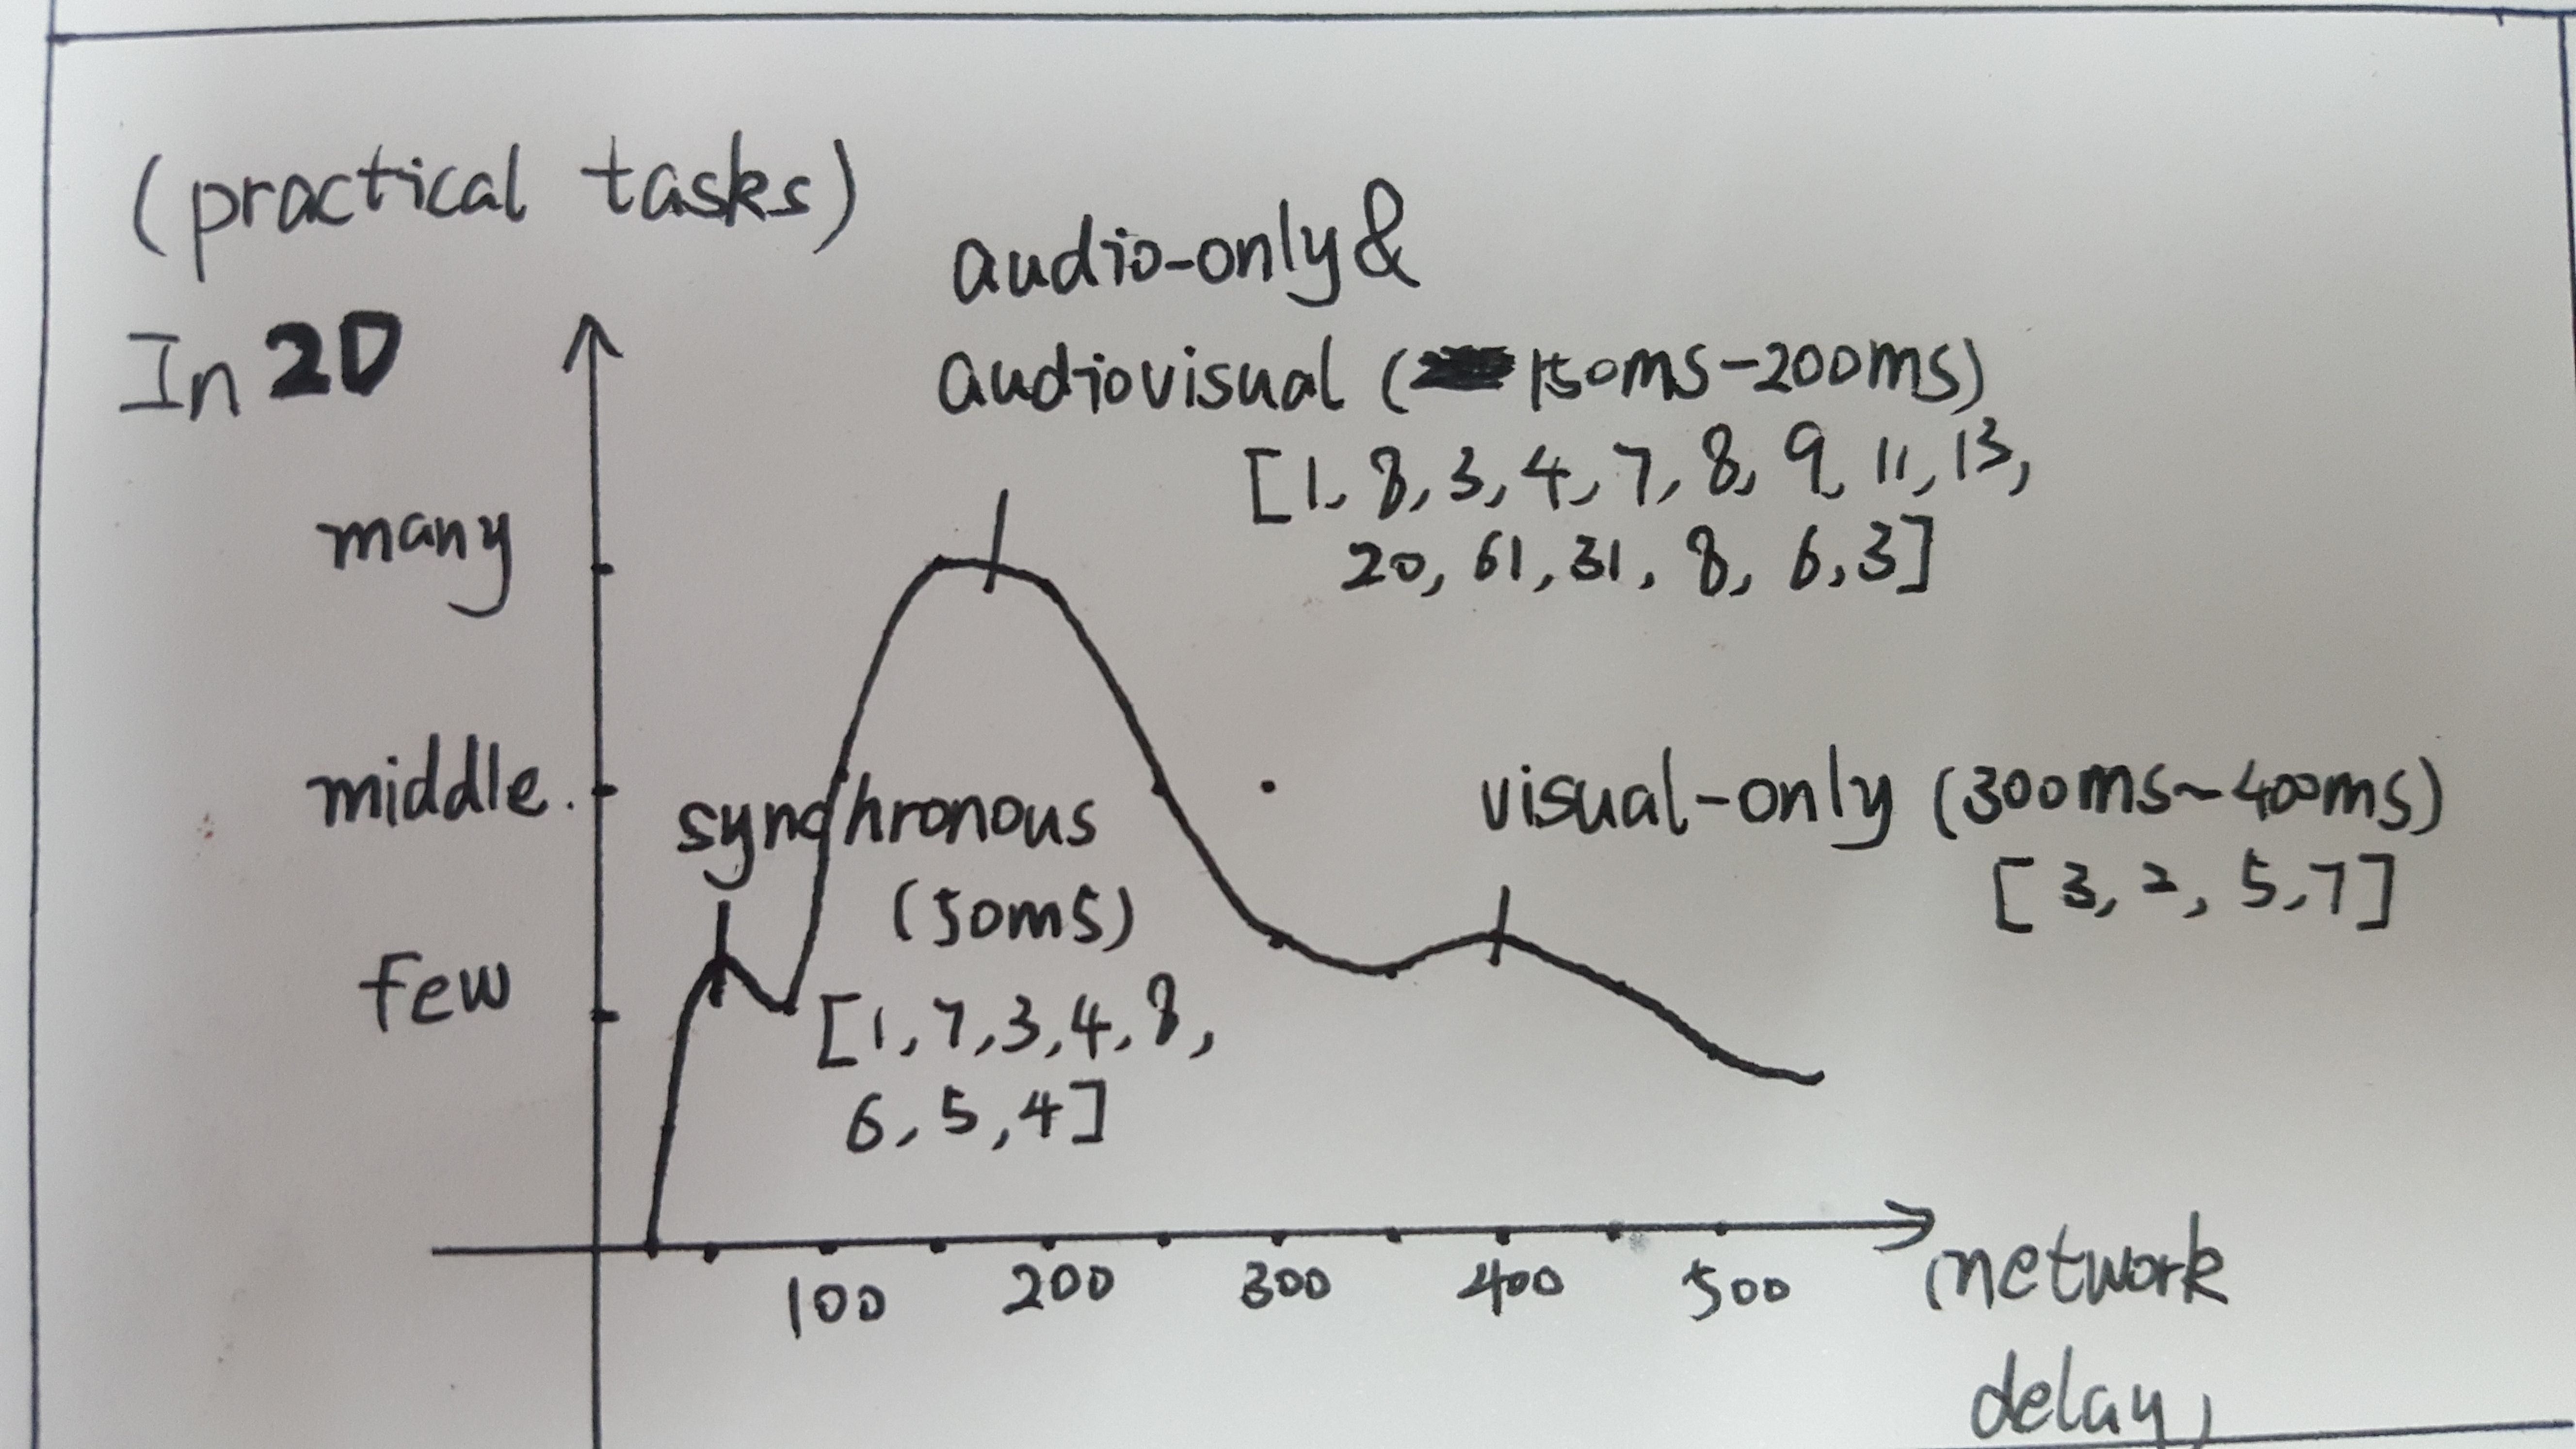 (practical tasks)
In 2D
audio-only &
audiovisual (150ms-200ms)
[1, 8, 3, 4, 7, 8, 9, 11, 13,
20, 61, 31, 8, 6, 3]
many
middle.
synchronous
(50ms)
[1, 7, 3, 4, 8,
6, 5, 4]
visual-only (300ms~400ms)
[3, 2, 5, 7]
few
100 200 300 400 500
network
delay